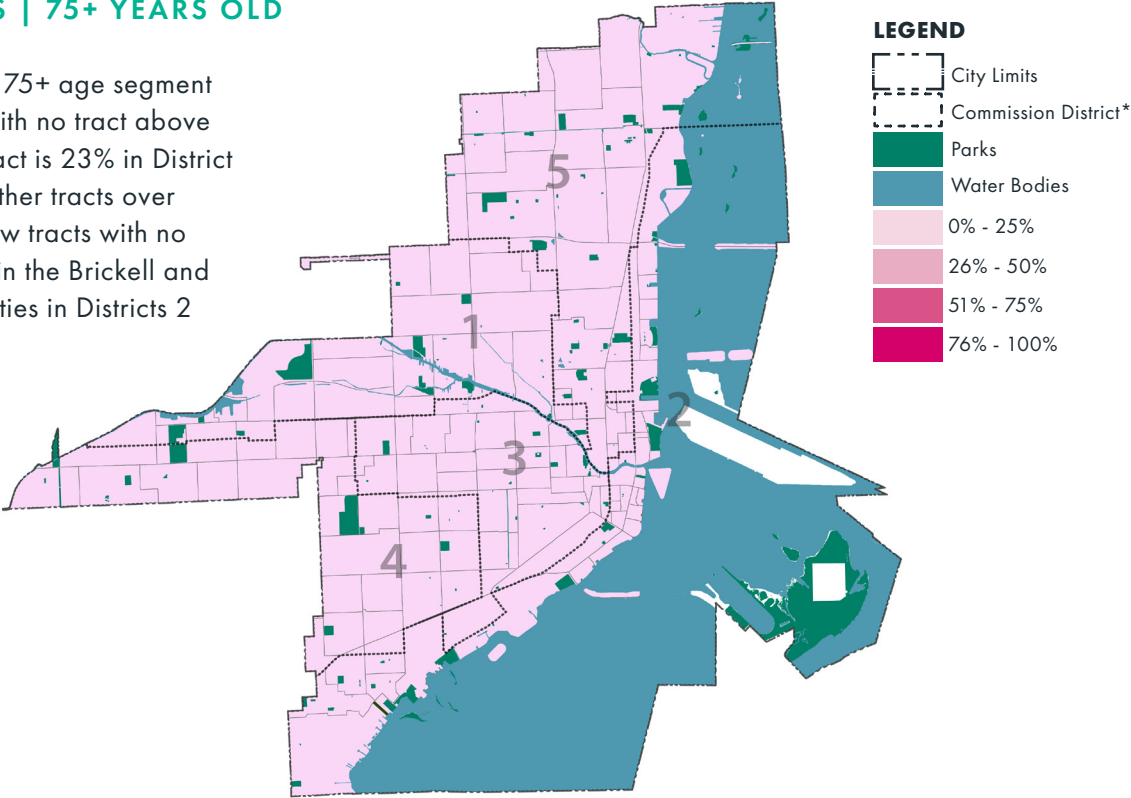 S | 75+ YEARS OLD
75+ age segment
ith no tract above
act is 23% in District
ther tracts over
w tracts with no
in the Brickell and
ties in Districts 2
5
1
2
3
4
LEGEND
City Limits
Commission District*
Parks
Water Bodies
0% - 25%
26% - 50%
51% - 75%
76% - 100%